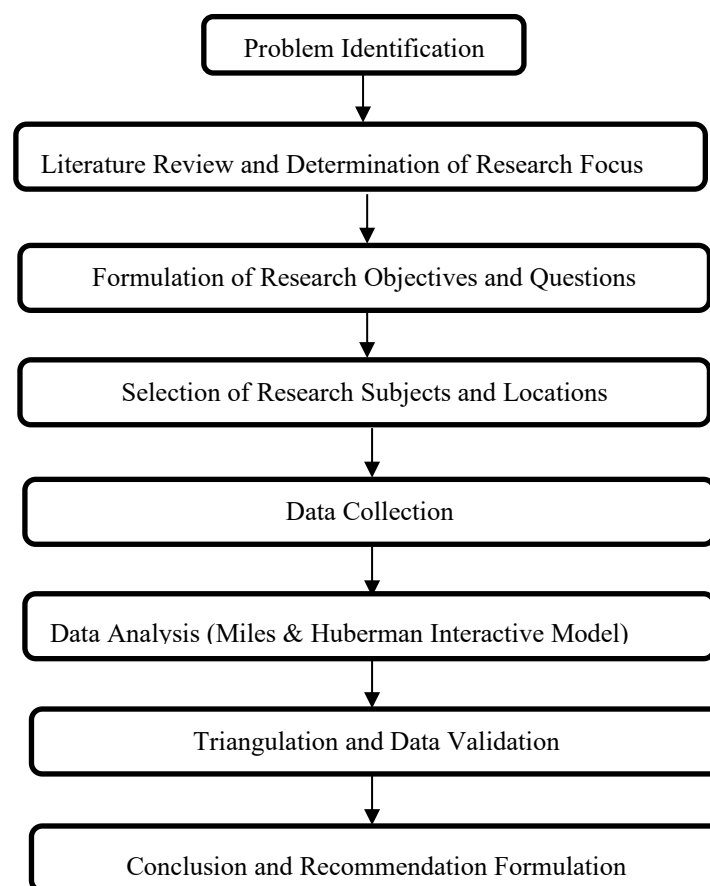 Problem Identification
Literature Review and Determination of Research Focus
Formulation of Research Objectives and Questions
Selection of Research Subjects and Locations
Data Collection
Data Analysis (Miles & Huberman Interactive Model)
Triangulation and Data Validation
Conclusion and Recommendation Formulation